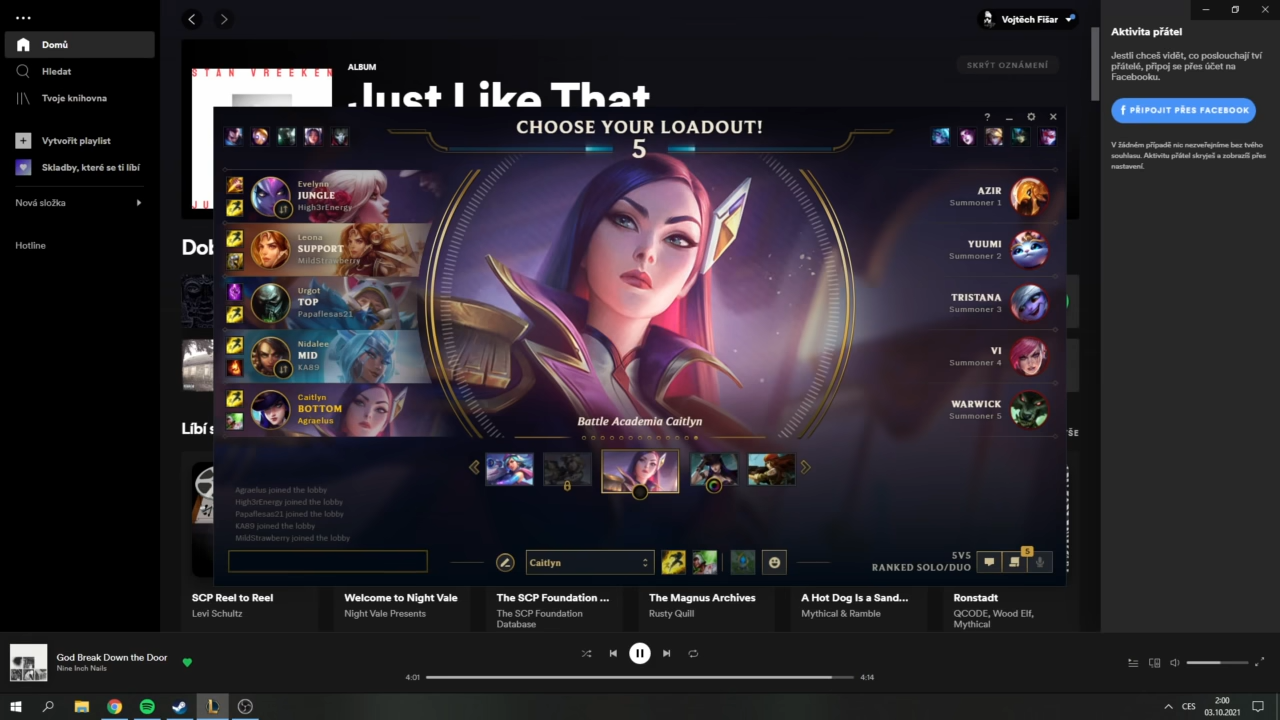 Domů
Hledat
Tvoje knihovna
Vytvořit playlist
Skladby, které se ti líbí
Nová složka
Hotline
Vojtěch Fišar
STAN VREEKEN
ALBUM
Just Like That
SKRÝT OZNÁMENÍ
Aktivita přátel
Jestli chceš vidět, co poslouchají tví
přátelé, připoj se přes účet na
Facebooku.
PŘIPOJIT PŘES FACEBOOK
V žádném případě nic nezveřejníme bez tvého
souhlasu. Aktivitu přátel skryješ a zobrazíš přes
nastavení.
CHOOSE YOUR LOADOUT!
5
Evelynn
JUNGLE
High3rEnergy
Leona
SUPPORT
MildStrawberry
Urgot
TOP
Papaflesas21
Nidalee
MID
KA89
Caitlyn
BOTTOM
Agraelus
AZIR
Summoner 1
YUUMI
Summoner 2
TRISTANA
Summoner 3
VI
Summoner 4
WARWICK
Summoner 5
Battle Academia Caitlyn
Agraelus joined the lobby
High3rEnergy joined the lobby
Papaflesas21 joined the lobby
KA89 joined the lobby
MildStrawberry joined the lobby
Caitlyn
5V5
RANKED SOLO/DUO
5
SCP Reel to Reel
Levi Schultz
Welcome to Night Vale
Night Vale Presents
The SCP Foundation ...
The SCP Foundation
Database
The Magnus Archives
Rusty Quill
A Hot Dog Is a Sand...
Mythical & Ramble
Ronstadt
QCODE, Wood Elf,
Mythical
God Break Down the Door
Nine Inch Nails
4:01
4:14
CES
2:00
03.10.2021